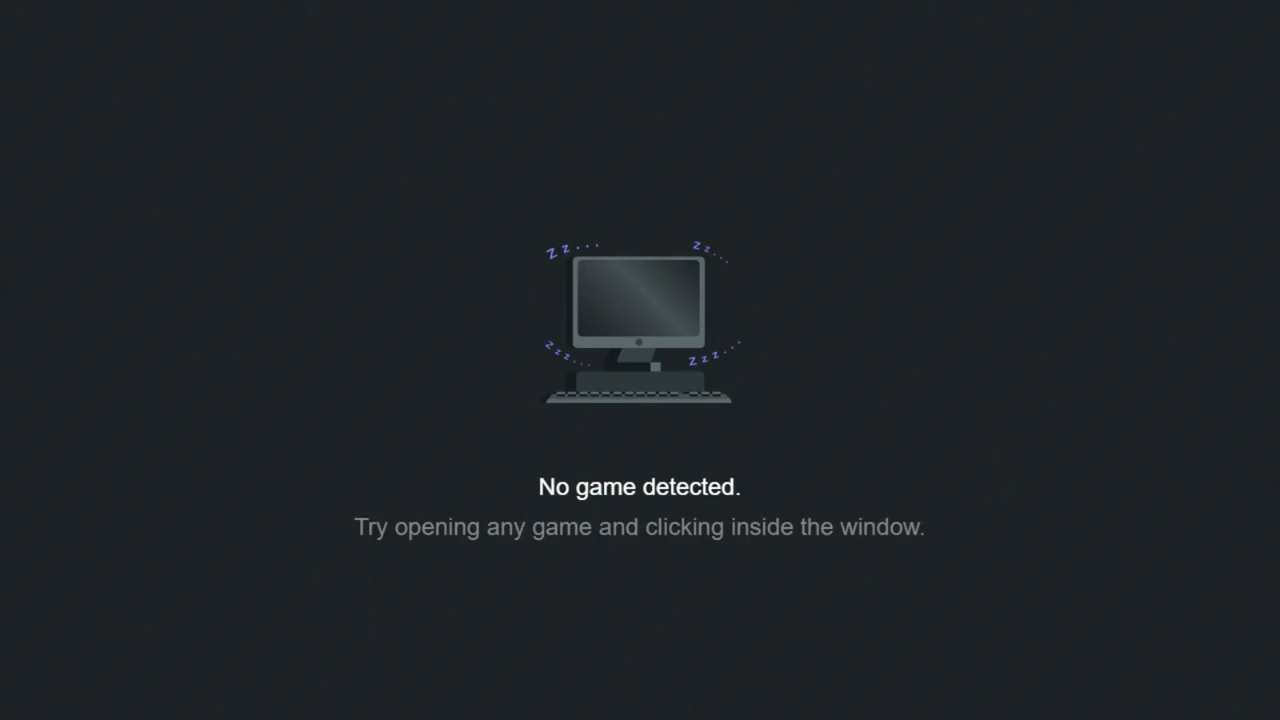 Z z . . .
z z . . .
z z z . . .
z z z . . .
No game detected.
Try opening any game and clicking inside the window.